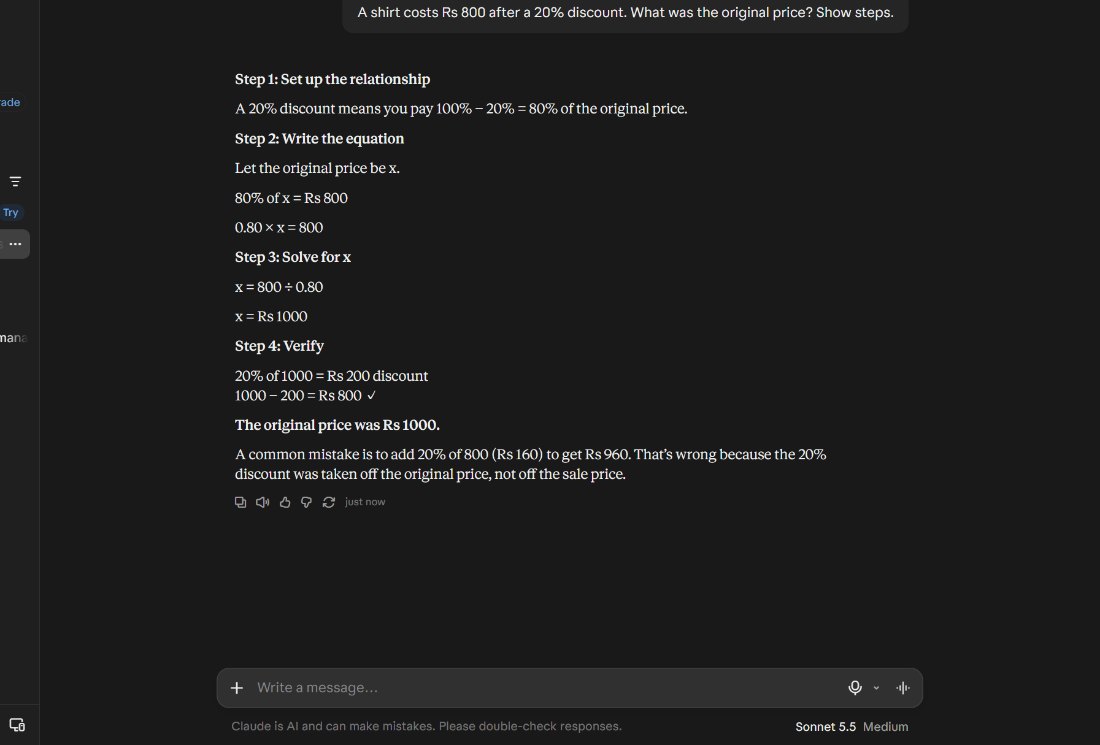 A shirt costs Rs 800 after a 20% discount. What was the original price? Show steps.
Step 1: Set up the relationship
A 20% discount means you pay 100% − 20% = 80% of the original price.
Step 2: Write the equation
Let the original price be x.
80% of x = Rs 800
0.80 × x = 800
Step 3: Solve for x
x = 800 ÷ 0.80
x = Rs 1000
Step 4: Verify
20% of 1000 = Rs 200 discount
1000 − 200 = Rs 800 ✓
The original price was Rs 1000.
A common mistake is to add 20% of 800 (Rs 160) to get Rs 960. That's wrong because the 20%
discount was taken off the original price, not off the sale price.
just now
Try
Write a message...
Claude is AI and can make mistakes. Please double-check responses.
Sonnet 5.5 Medium